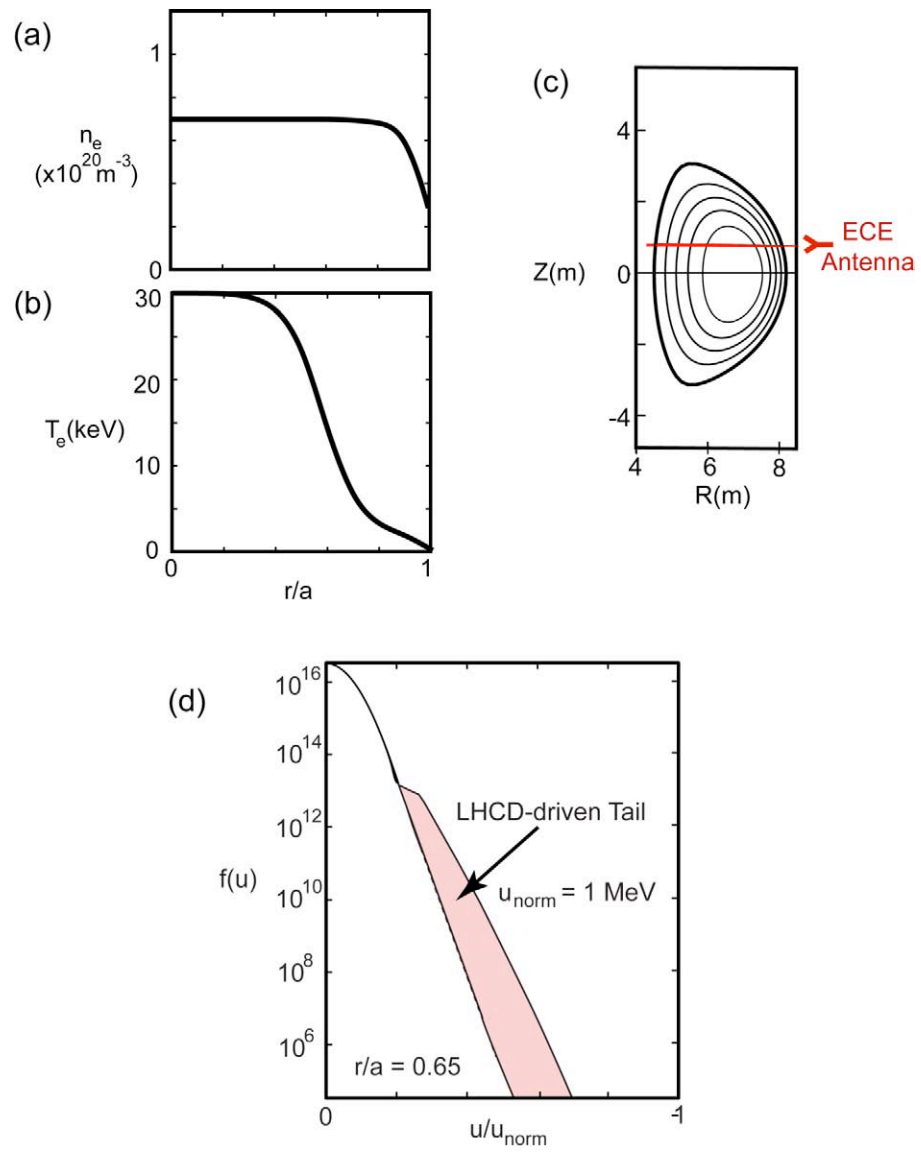 (a)
1
n_e
(x10^20 m^-3)
0
(b)
30
20
T_e(keV)
10
0
0
1
r/a
(c)
4
Z(m)
0
-4
4
6
8
R(m)
ECE
Antenna
(d)
10^16
10^14
10^12
f(u)
10^10
10^8
10^6
LHCD-driven Tail
u_norm = 1 MeV
r/a = 0.65
0
-1
u/u_norm